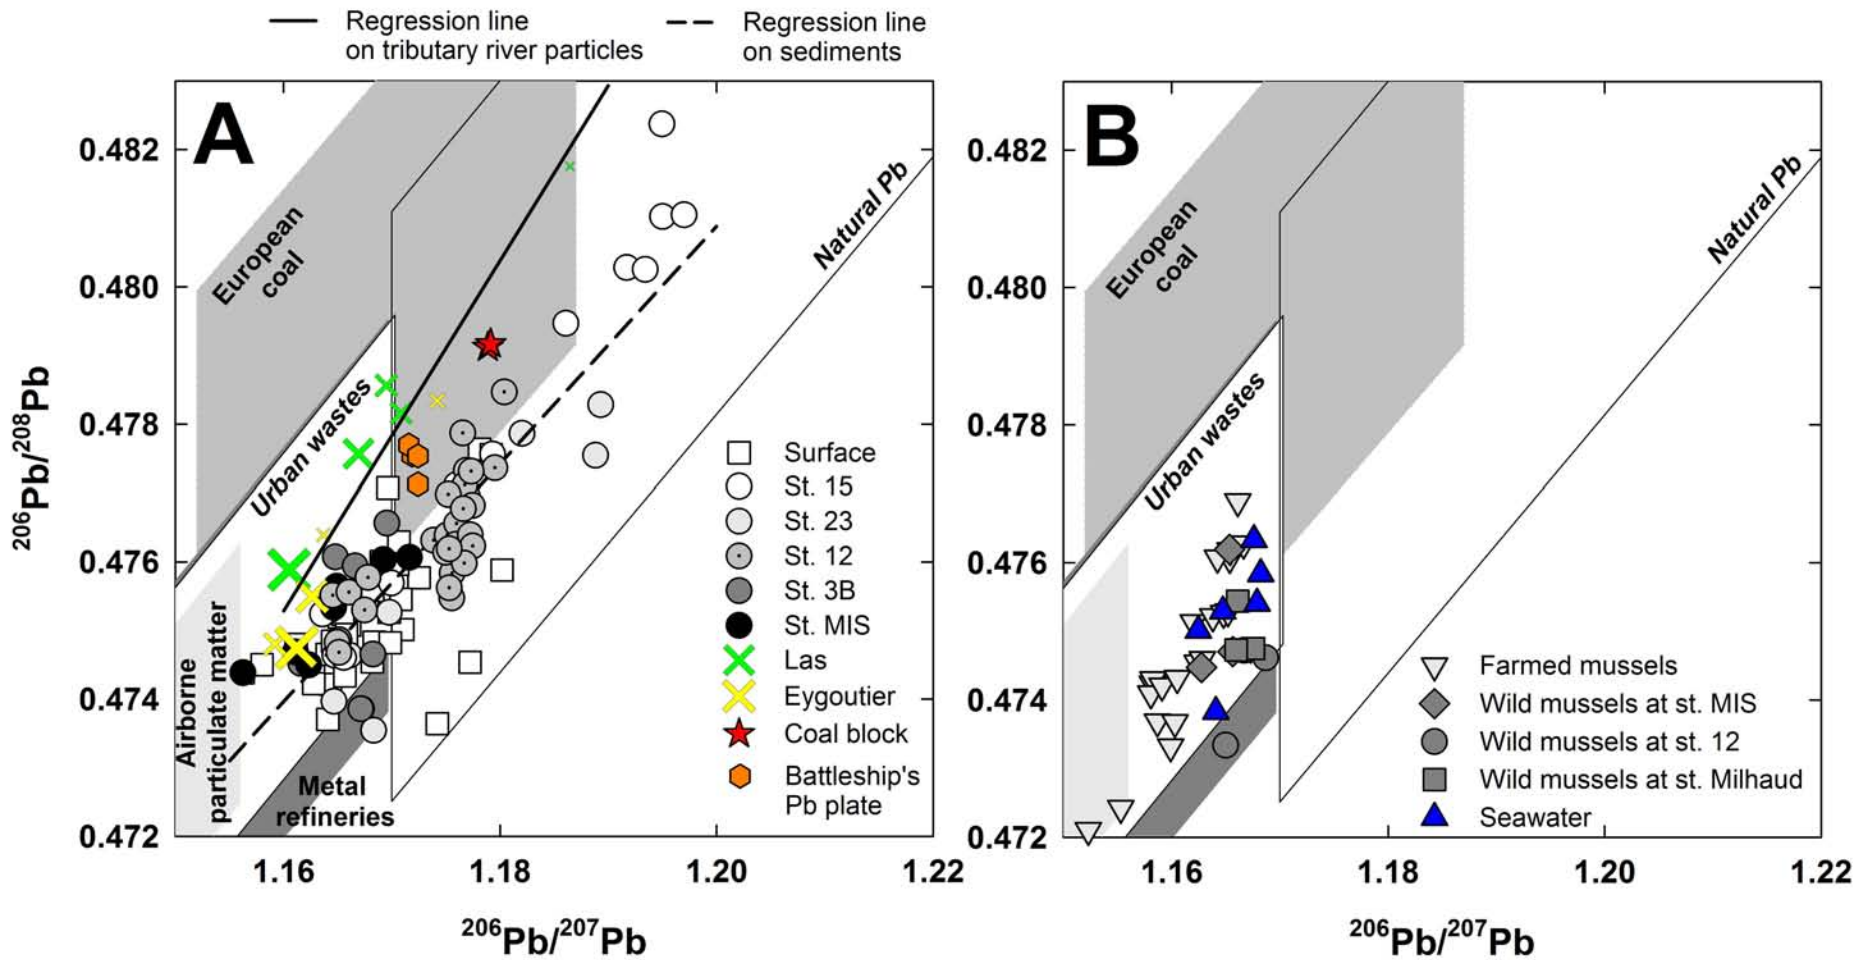 Regression line
on tributary river particles
Regression line
on sediments
A
0.482
0.480
0.478
0.476
0.474
0.472
1.16
1.18
1.20
1.22
206Pb/208Pb
206Pb/207Pb
European
coal
Urban wastes
Natural Pb
Airborne
particulate matter
Metal
refineries
Surface
St. 15
St. 23
St. 12
St. 3B
St. MIS
Las
Eygoutier
Coal block
Battleship's
Pb plate
B
0.482
0.480
0.478
0.476
0.474
0.472
1.16
1.18
1.20
1.22
206Pb/207Pb
European
coal
Urban wastes
Natural Pb
Farmed mussels
Wild mussels at st. MIS
Wild mussels at st. 12
Wild mussels at st. Milhaud
Seawater